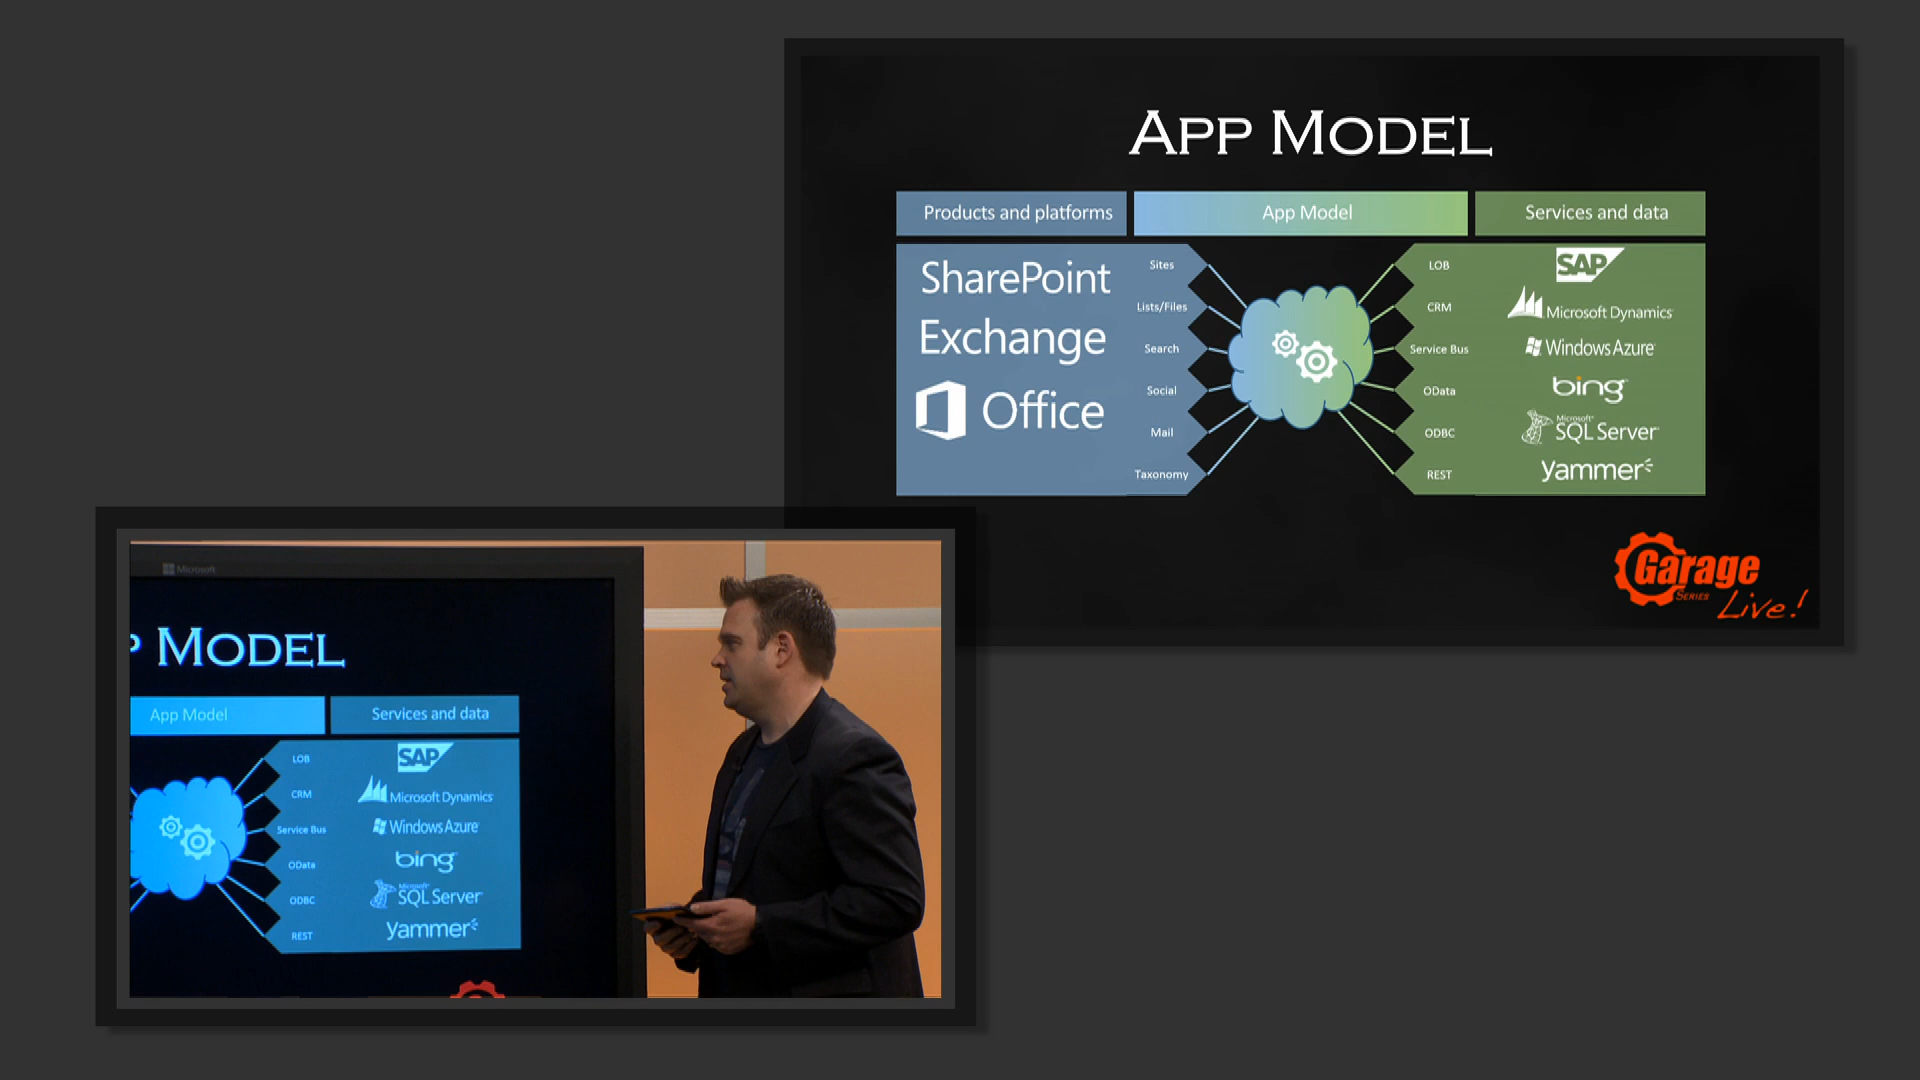 APP MODEL
Products and platforms
App Model
Services and data
SharePoint
Exchange
Office
Sites
Lists/Files
Search
Social
Mail
Taxonomy
LOB
CRM
Service Bus
OData
ODBC
REST
SAP
Microsoft Dynamics
Windows Azure
bing
Microsoft
SQL Server
yammer
Garage
SERIES
Live!
Microsoft
P MODEL
App Model
Services and data
LOB
CRM
Service Bus
OData
ODBC
REST
SAP
Microsoft Dynamics
Windows Azure
bing
Microsoft
SQL Server
yammer